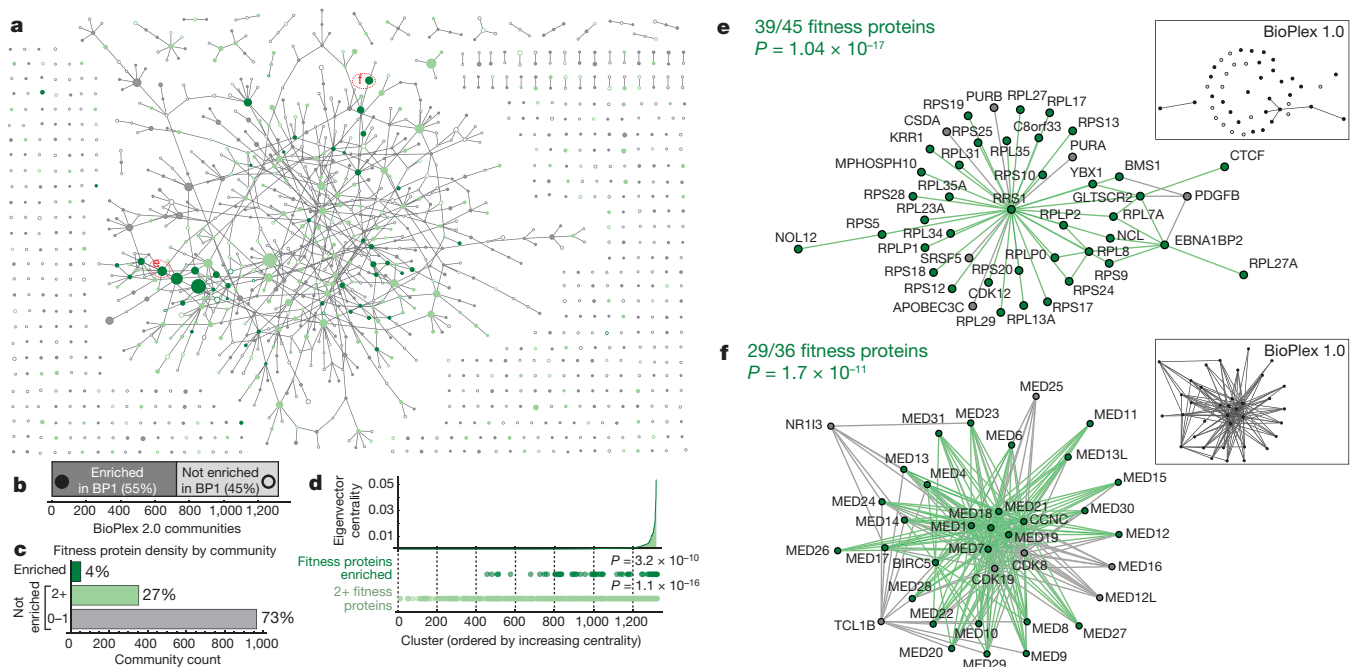 a
f
e
b
Enriched
in BP1 (55%)
Not enriched
in BP1 (45%)
0 200 400 600 800 1,000 1,200
BioPlex 2.0 communities
c
Fitness protein density by community
Enriched
4%
Not
enriched
2+
27%
0–1
73%
0 200 400 600 800 1,000
Community count
d
Eigenvector
centrality
0.05
0.03
0.01
Fitness proteins
enriched
P = 3.2 × 10⁻¹⁰
P = 1.1 × 10⁻¹⁶
2+ fitness
proteins
0 200 400 600 800 1,000 1,200
Cluster (ordered by increasing centrality)
e
39/45 fitness proteins
P = 1.04 × 10⁻¹⁷
BioPlex 1.0
PURB
RPL27
RPL17
RPS19
CSDA
RPS25
C8orf33
RPS13
KRR1
RPL31
RPL35
PURA
MPHOSPH10
RPS10
YBX1
BMS1
CTCF
RPS28
RPL35A
RRS1
GLTSCR2
PDGFB
RPL23A
RPLP2
RPL7A
RPS5
RPL34
NCL
EBNA1BP2
NOL12
RPLP1
SRSF5
RPLP0
RPL8
RPS18
RPS20
RPS9
RPL27A
RPS12
CDK12
RPS24
APOBEC3C
RPL29
RPL13A
RPS17
f
29/36 fitness proteins
P = 1.7 × 10⁻¹¹
BioPlex 1.0
MED25
NR1I3
MED31
MED23
MED11
MED6
MED13
MED4
MED13L
MED15
MED24
MED18
MED21
MED30
MED14
MED1
CCNC
MED12
MED19
MED26
MED17
MED7
CDK8
MED16
BIRC5
CDK19
MED28
MED12L
TCL1B
MED22
MED10
MED8
MED27
MED20
MED29
MED9